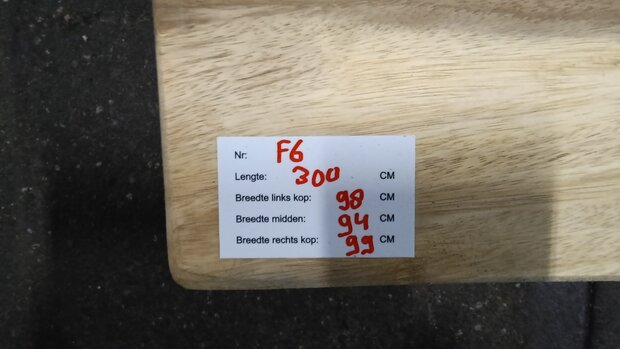 Nr: F6
Lengte: 300 CM
Breedte links kop: 98 CM
Breedte midden: 94 CM
Breedte rechts kop: 99 CM